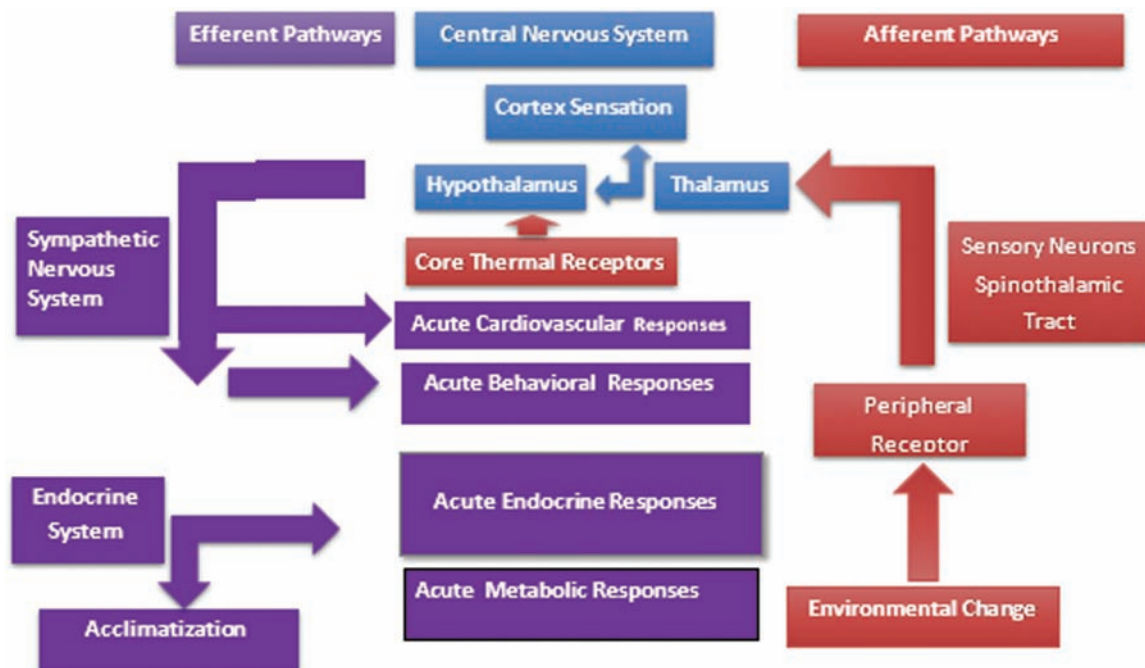 Efferent Pathways
Central Nervous System
Afferent Pathways
Cortex Sensation
Hypothalamus
Thalamus
Sympathetic
Nervous
System
Core Thermal Receptors
Sensory Neurons
Spinothalamic
Tract
Acute Cardiovascular Responses
Acute Behavioral Responses
Peripheral
Receptor
Endocrine
System
Acute Endocrine Responses
Acute Metabolic Responses
Environmental Change
Acclimatization